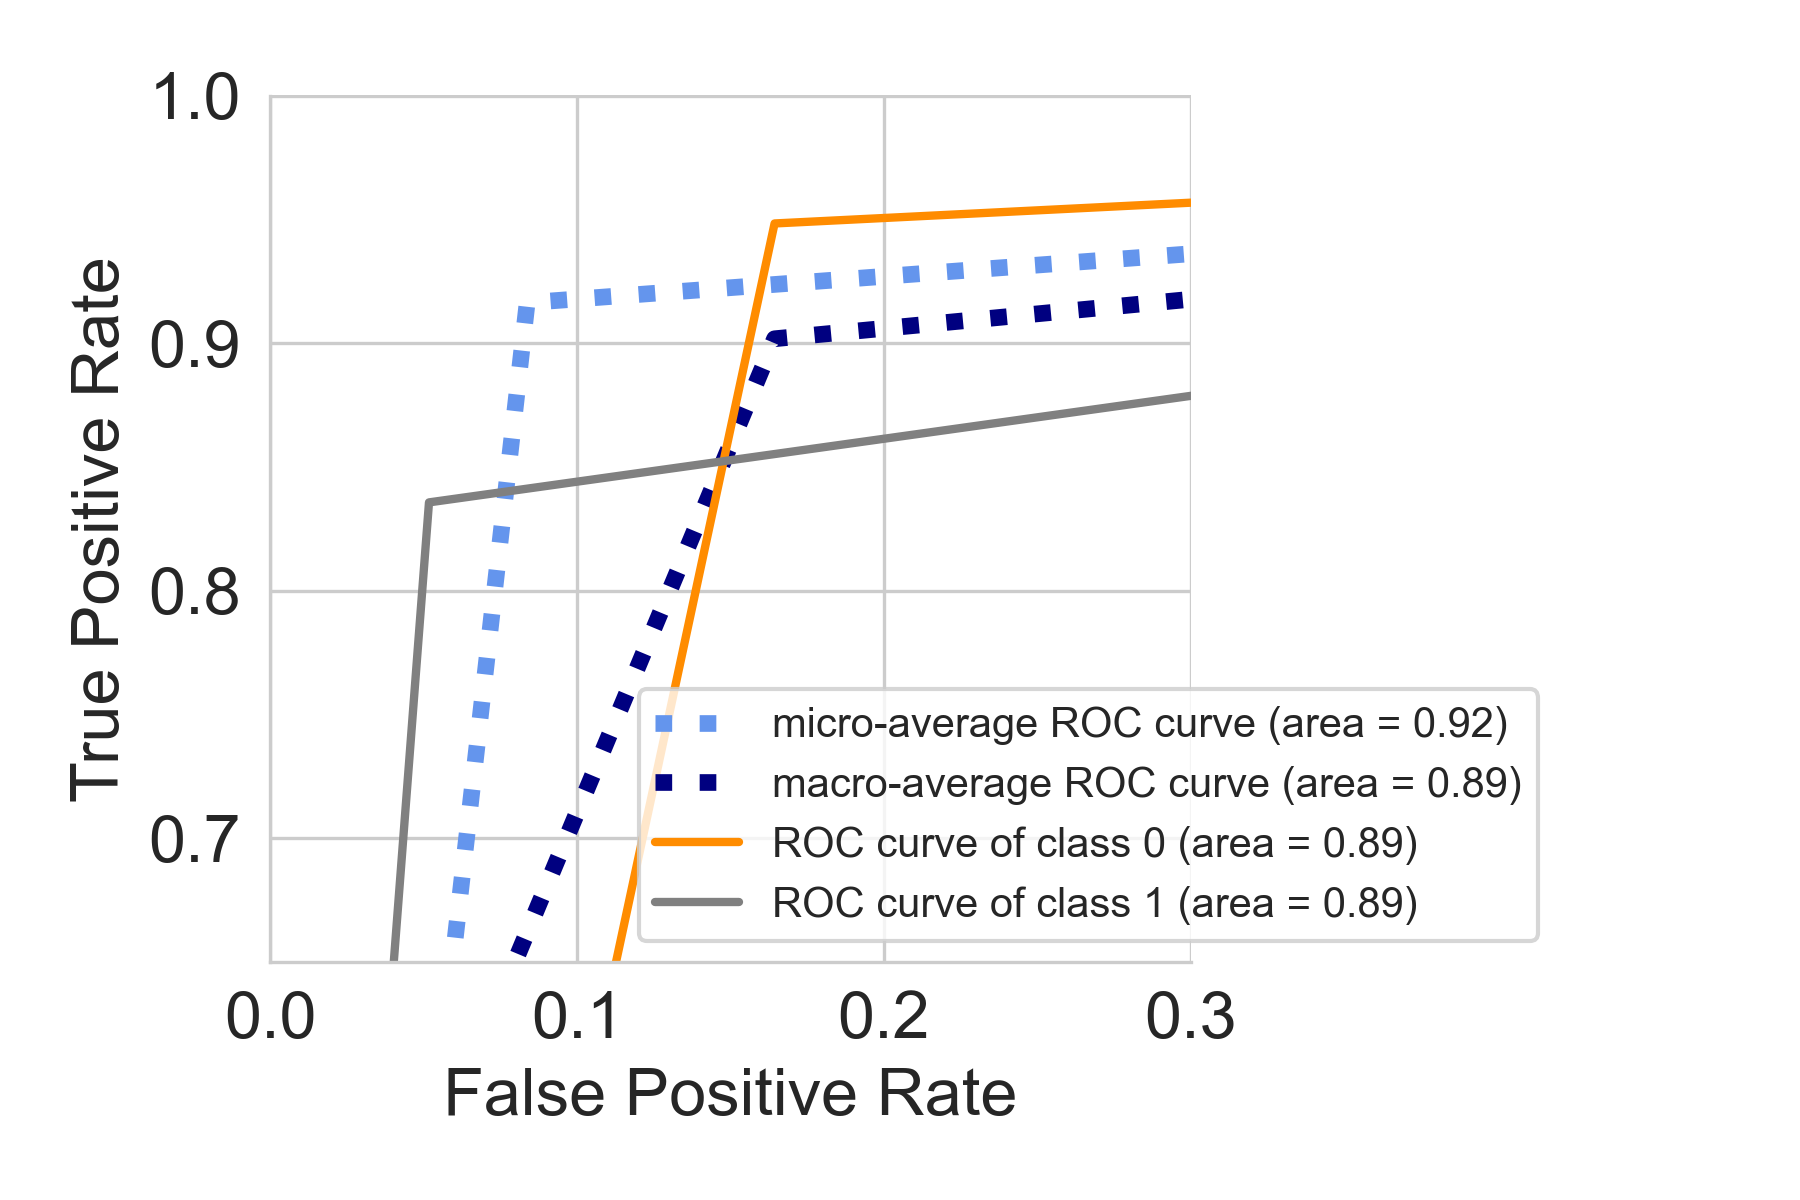 1.0
0.9
0.8
0.7
True Positive Rate
micro-average ROC curve (area = 0.92)
macro-average ROC curve (area = 0.89)
ROC curve of class 0 (area = 0.89)
ROC curve of class 1 (area = 0.89)
0.0 0.1 0.2 0.3
False Positive Rate